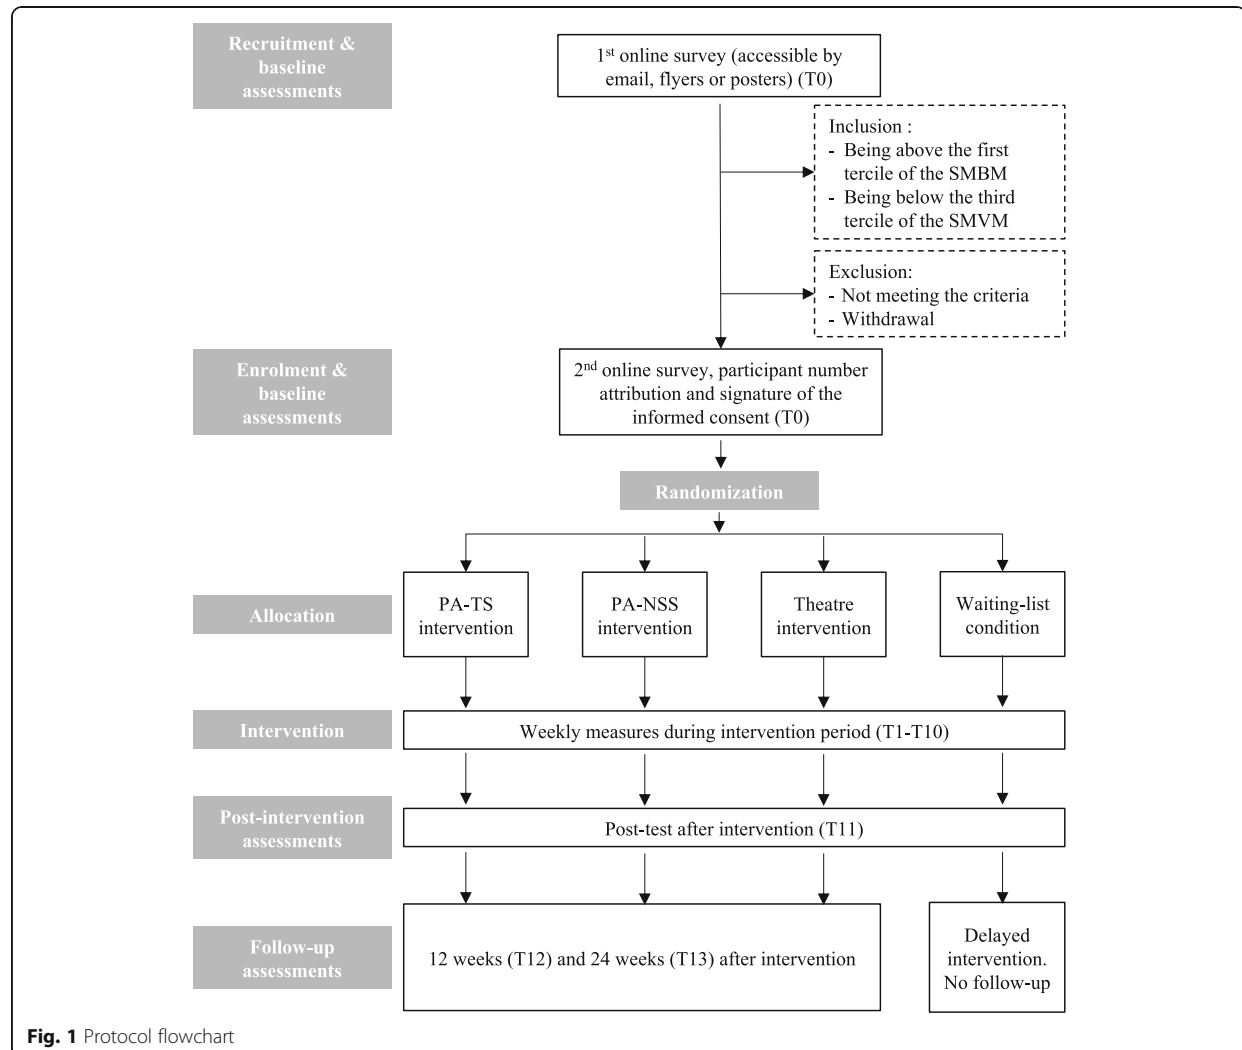 Recruitment &
baseline
assessments
1st online survey (accessible by
email, flyers or posters) (T0)
Inclusion :
- Being above the first
tercile of the SMBM
- Being below the third
tercile of the SMVM
Exclusion:
- Not meeting the criteria
- Withdrawal
Enrolment &
baseline
assessments
2nd online survey, participant number
attribution and signature of the
informed consent (T0)
Randomization
Allocation
PA-TS
intervention
PA-NSS
intervention
Theatre
intervention
Waiting-list
condition
Intervention
Weekly measures during intervention period (T1-T10)
Post-intervention
assessments
Post-test after intervention (T11)
Follow-up
assessments
12 weeks (T12) and 24 weeks (T13) after intervention
Delayed
intervention.
No follow-up
Fig. 1 Protocol flowchart